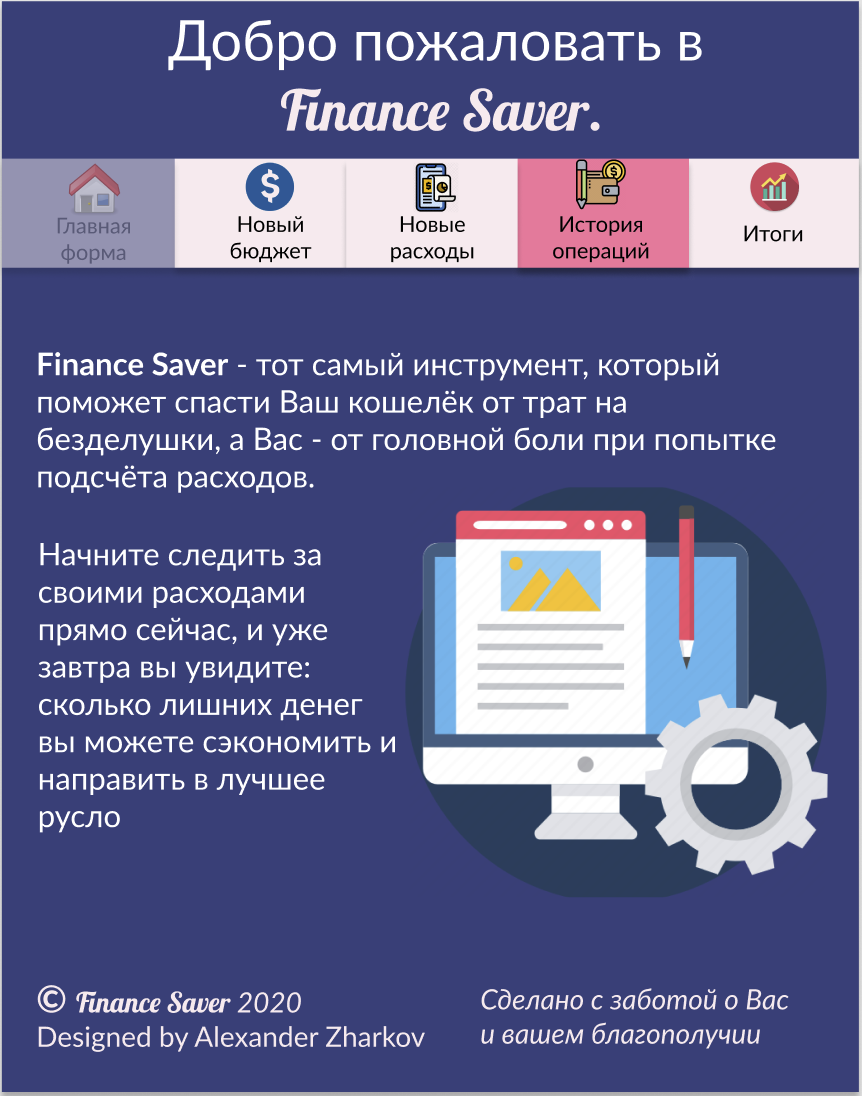 Добро пожаловать в
Finance Saver.
Главная
форма
Новый
бюджет
Новые
расходы
История
операций
Итоги
Finance Saver - тот самый инструмент, который
поможет спасти Ваш кошелёк от трат на
безделушки, а Вас - от головной боли при попытке
подсчёта расходов.
Начните следить за
своими расходами
прямо сейчас, и уже
завтра вы увидите:
сколько лишних денег
вы можете сэкономить и
направить в лучшее
русло
© Finance Saver 2020
Designed by Alexander Zharkov
Сделано с заботой о Вас
и вашем благополучии